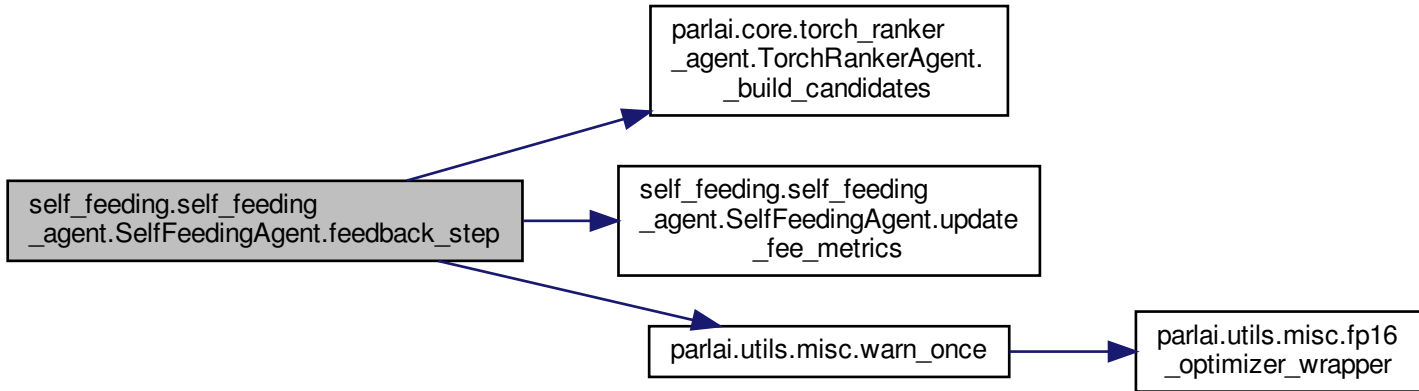 parlai.core.torch_ranker
_agent.TorchRankerAgent.
_build_candidates
self_feeding.self_feeding
_agent.SelfFeedingAgent.feedback_step
self_feeding.self_feeding
_agent.SelfFeedingAgent.update
_fee_metrics
parlai.utils.misc.warn_once
parlai.utils.misc.fp16
_optimizer_wrapper